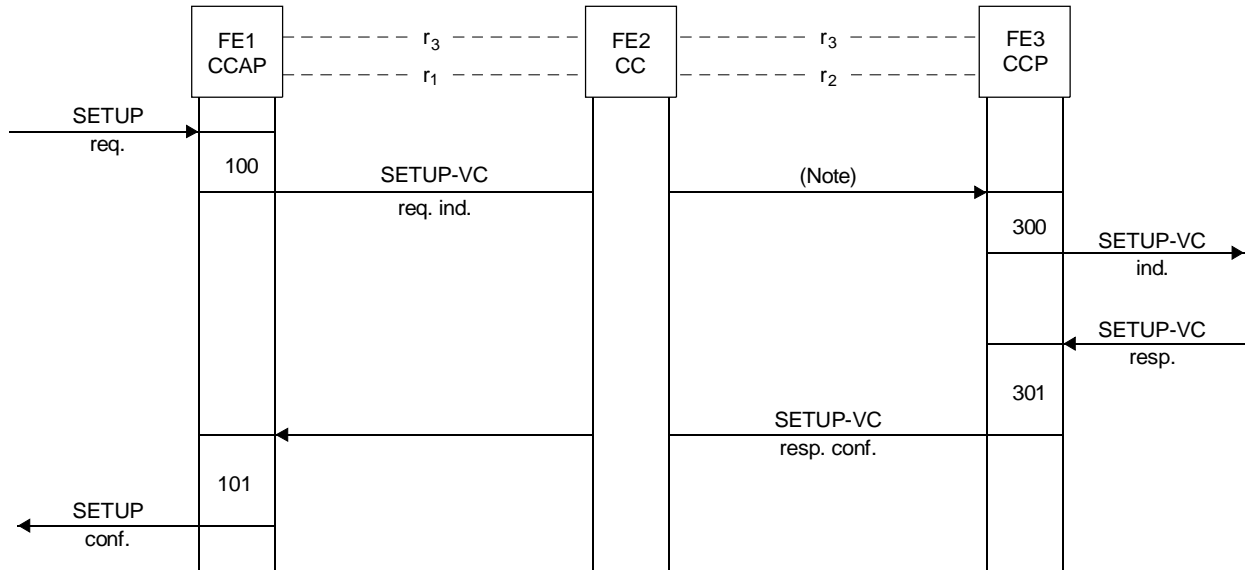 FE1
CCAP
r3
r1
FE2
CC
r3
r2
FE3
CCP
SETUP
req.
100
SETUP-VC
req. ind.
(Note)
300
SETUP-VC
ind.
SETUP-VC
resp.
301
SETUP-VC
resp. conf.
101
SETUP
conf.